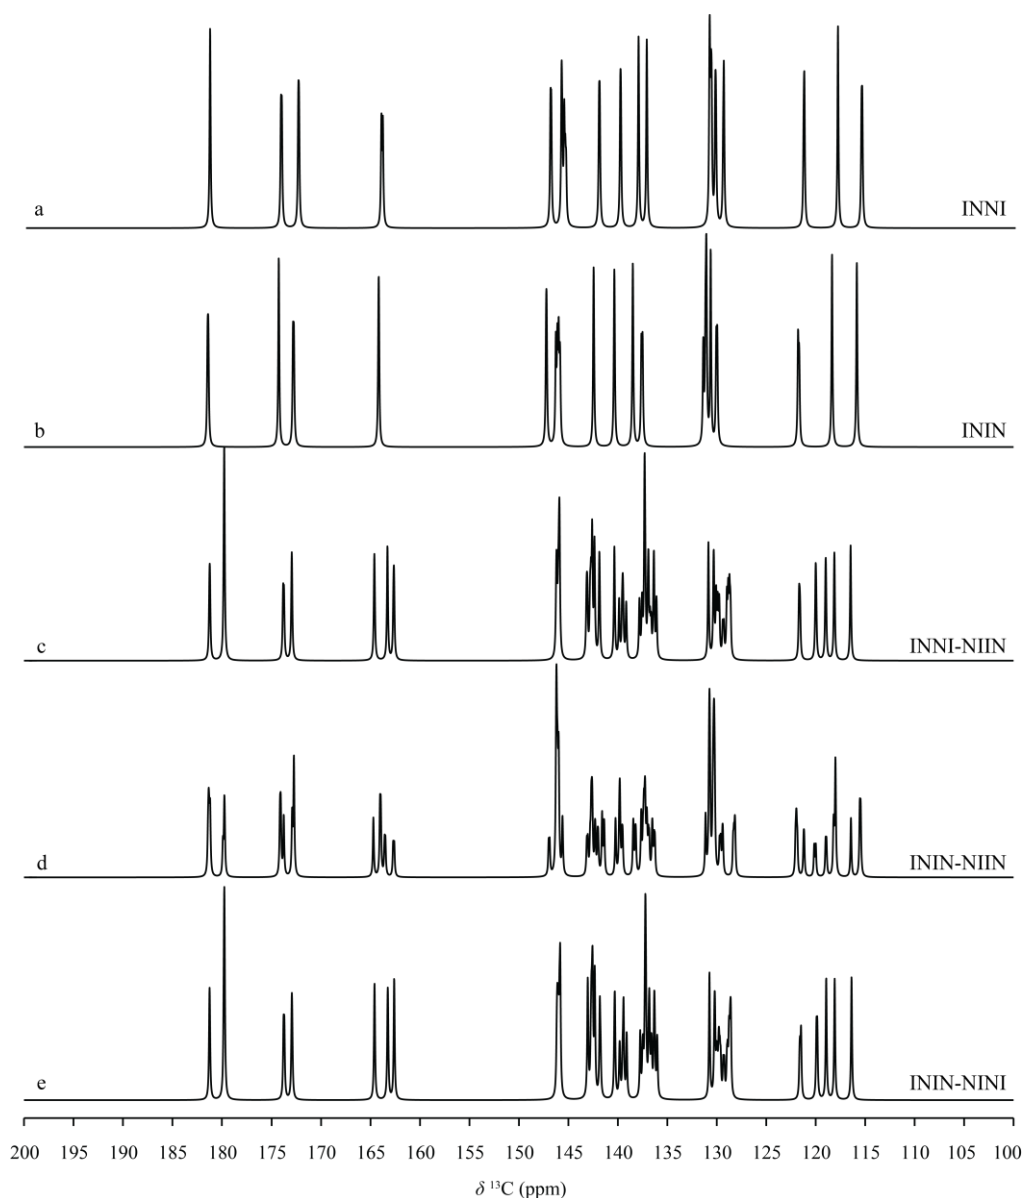 a INNI
b ININ
c INNI-NIIN
d ININ-NIIN
e ININ-NINI
200 195 190 185 180 175 170 165 160 155 150 145 140 135 130 125 120 115 110 105 100
δ ¹³C (ppm)